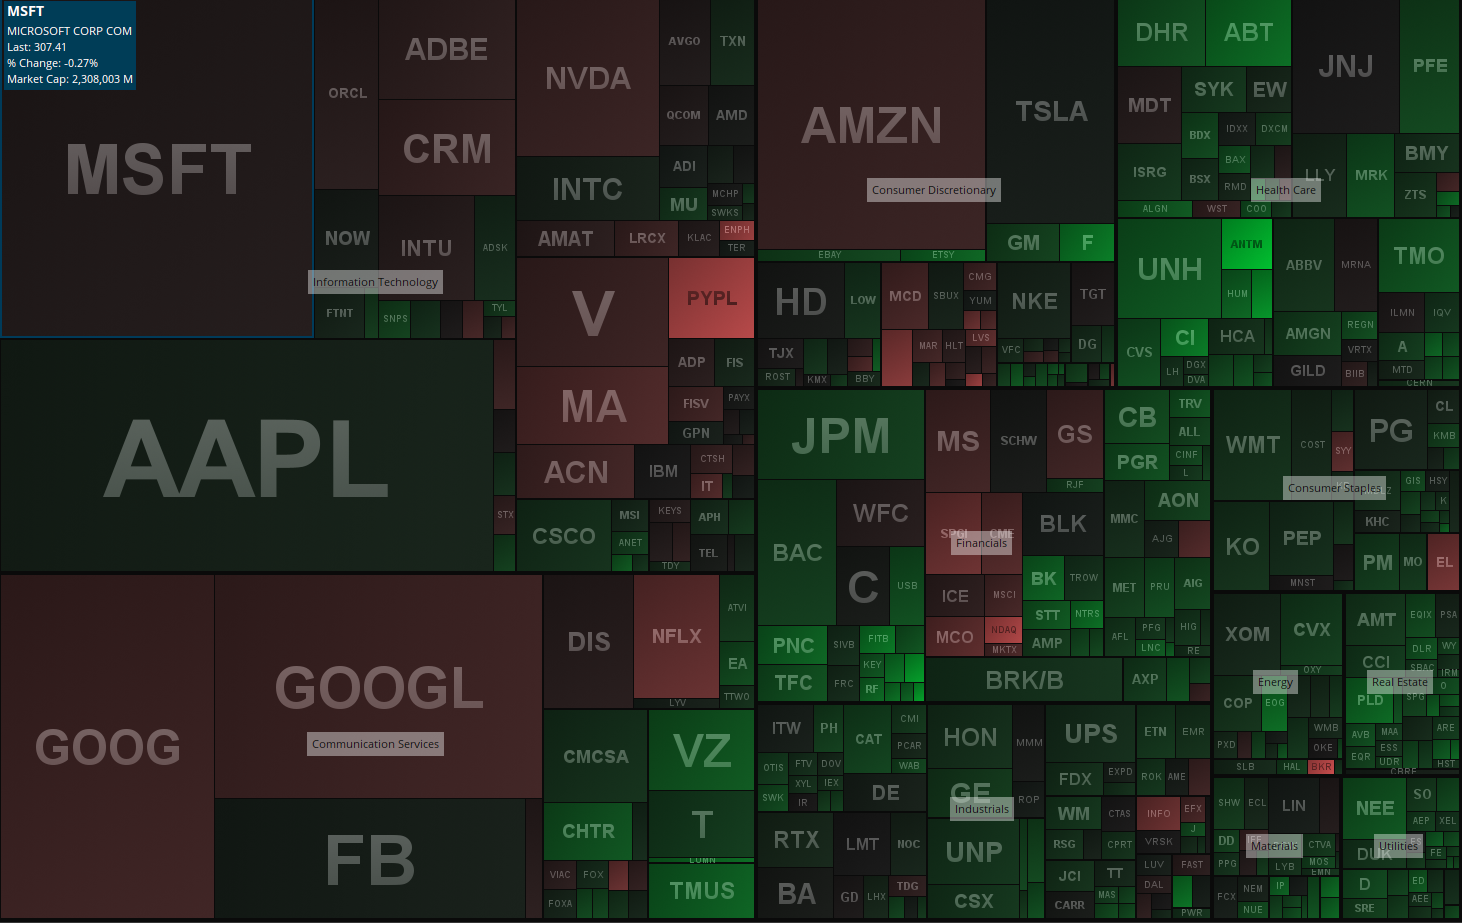 MSFT
MICROSOFT CORP COM
Last: 307.41
% Change: -0.27%
Market Cap: 2,308,003 M
MSFT
ORCL
ADBE
CRM
NOW
INTU
ADSK
Information Technology
FTNT
SNPS
TYL
AAPL
STX
NVDA
AVGO
TXN
QCOM
AMD
INTC
ADI
MU
MCHP
SWKS
AMAT
LRCX
KLAC
ENPH
TER
V
PYPL
MA
ADP
FIS
FISV
PAYX
GPN
ACN
IBM
CTSH
IT
CSCO
MSI
ANET
KEYS
APH
TEL
TDY
GOOG
GOOGL
Communication Services
FB
DIS
NFLX
ATVI
EA
TTWO
LYV
CMCSA
VZ
CHTR
T
LUMN
VIAC
FOX
FOXA
TMUS
AMZN
TSLA
Consumer Discretionary
EBAY
ETSY
GM
F
HD
LOW
MCD
SBUX
CMG
YUM
NKE
TGT
TJX
MAR
HLT
LVS
VFC
DG
ROST
KMX
BBY
DHR
ABT
JNJ
PFE
MDT
SYK
EW
BDX
IDXX
DXCM
ISRG
BSX
BAX
RMD
Health Care
LLY
MRK
BMY
ZTS
ALGN
WST
COO
UNH
ANTM
HUM
ABBV
MRNA
TMO
CVS
CI
HCA
AMGN
REGN
VRTX
ILMN
IQV
A
LH
DGX
DVA
GILD
BIIB
MTD
CERN
JPM
BAC
WFC
C
USB
PNC
SIVB
FITB
TFC
FRC
KEY
RF
MS
SCHW
GS
RJF
SPGI
CME
Financials
BLK
ICE
MSCI
BK
TROW
MCO
NDAQ
MKTX
STT
NTRS
AMP
BRK/B
AXP
CB
TRV
ALL
PGR
CINF
L
MMC
AON
AJG
MET
PRU
AIG
AFL
PFG
LNC
HIG
RE
WMT
COST
SYY
PG
CL
KMB
Consumer Staples
GIS
HSY
K
KHC
KO
PEP
MNST
PM
MO
EL
XOM
CVX
OXY
Energy
COP
EOG
WMB
PXD
OKE
SLB
HAL
BKR
AMT
EQIX
PSA
CCI
DLR
WY
SBAC
IRM
Real Estate
O
PLD
SPG
AVB
MAA
ARE
EQR
ESS
UDR
HST
CBRE
ITW
PH
CAT
CMI
PCAR
WAB
OTIS
FTV
DOV
XYL
IEX
SWK
IR
DE
HON
MMM
GE
ROP
Industrials
UPS
ETN
EMR
FDX
EXPD
ROK
AME
WM
CTAS
INFO
EFX
J
RTX
LMT
NOC
UNP
RSG
CPRT
VRSK
JCI
TT
LUV
FAST
BA
GD
LHX
TDG
CSX
CARR
MAS
DAL
PWR
SHW
ECL
LIN
DD
IFF
Materials
CTVA
PPG
LYB
MOS
EMN
FCX
NEM
IP
NUE
NEE
SO
AEP
XEL
DUK
ES
Utilities
FE
D
ED
AEE
SRE